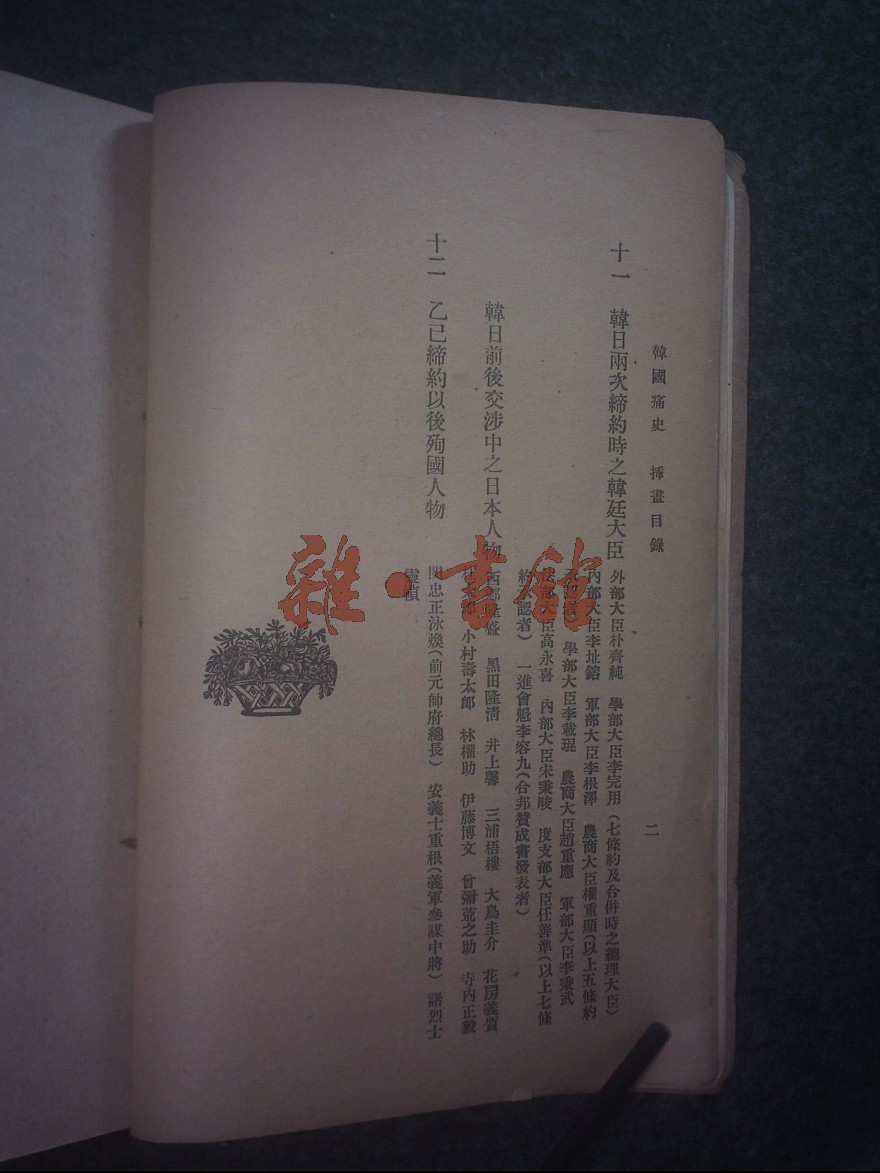 韓國痛史 揷畫目錄 二
十一 韓日兩次締約時之韓廷大臣 外部大臣朴齊純 學部大臣李完用(七條約及合併時之總理大臣)
內部大臣李址鎔 軍部大臣李根澤 農商大臣權重顯(以上五條約
認者) 學部大臣李載琨 農商大臣趙重應 軍部大臣李秉武
部大臣高永喜 內部大臣宋秉畯 度支部大臣任善準(以上七條
約承認者) 一進會魁李容九(合邦贊成書發表者)
韓日前後交涉中之日本人物 西鄕隆盛 黑田隆淸 井上馨 三浦梧樓 大鳥圭介 花房義質
小村壽太郞 林權助 伊藤博文 曾彌荒之助 寺內正毅
十二 乙巳締約以後殉國人物 閔忠正泳煥(前元帥府總長) 安義士重根(義軍參謀中將) 諸烈士
靈
雜·書館